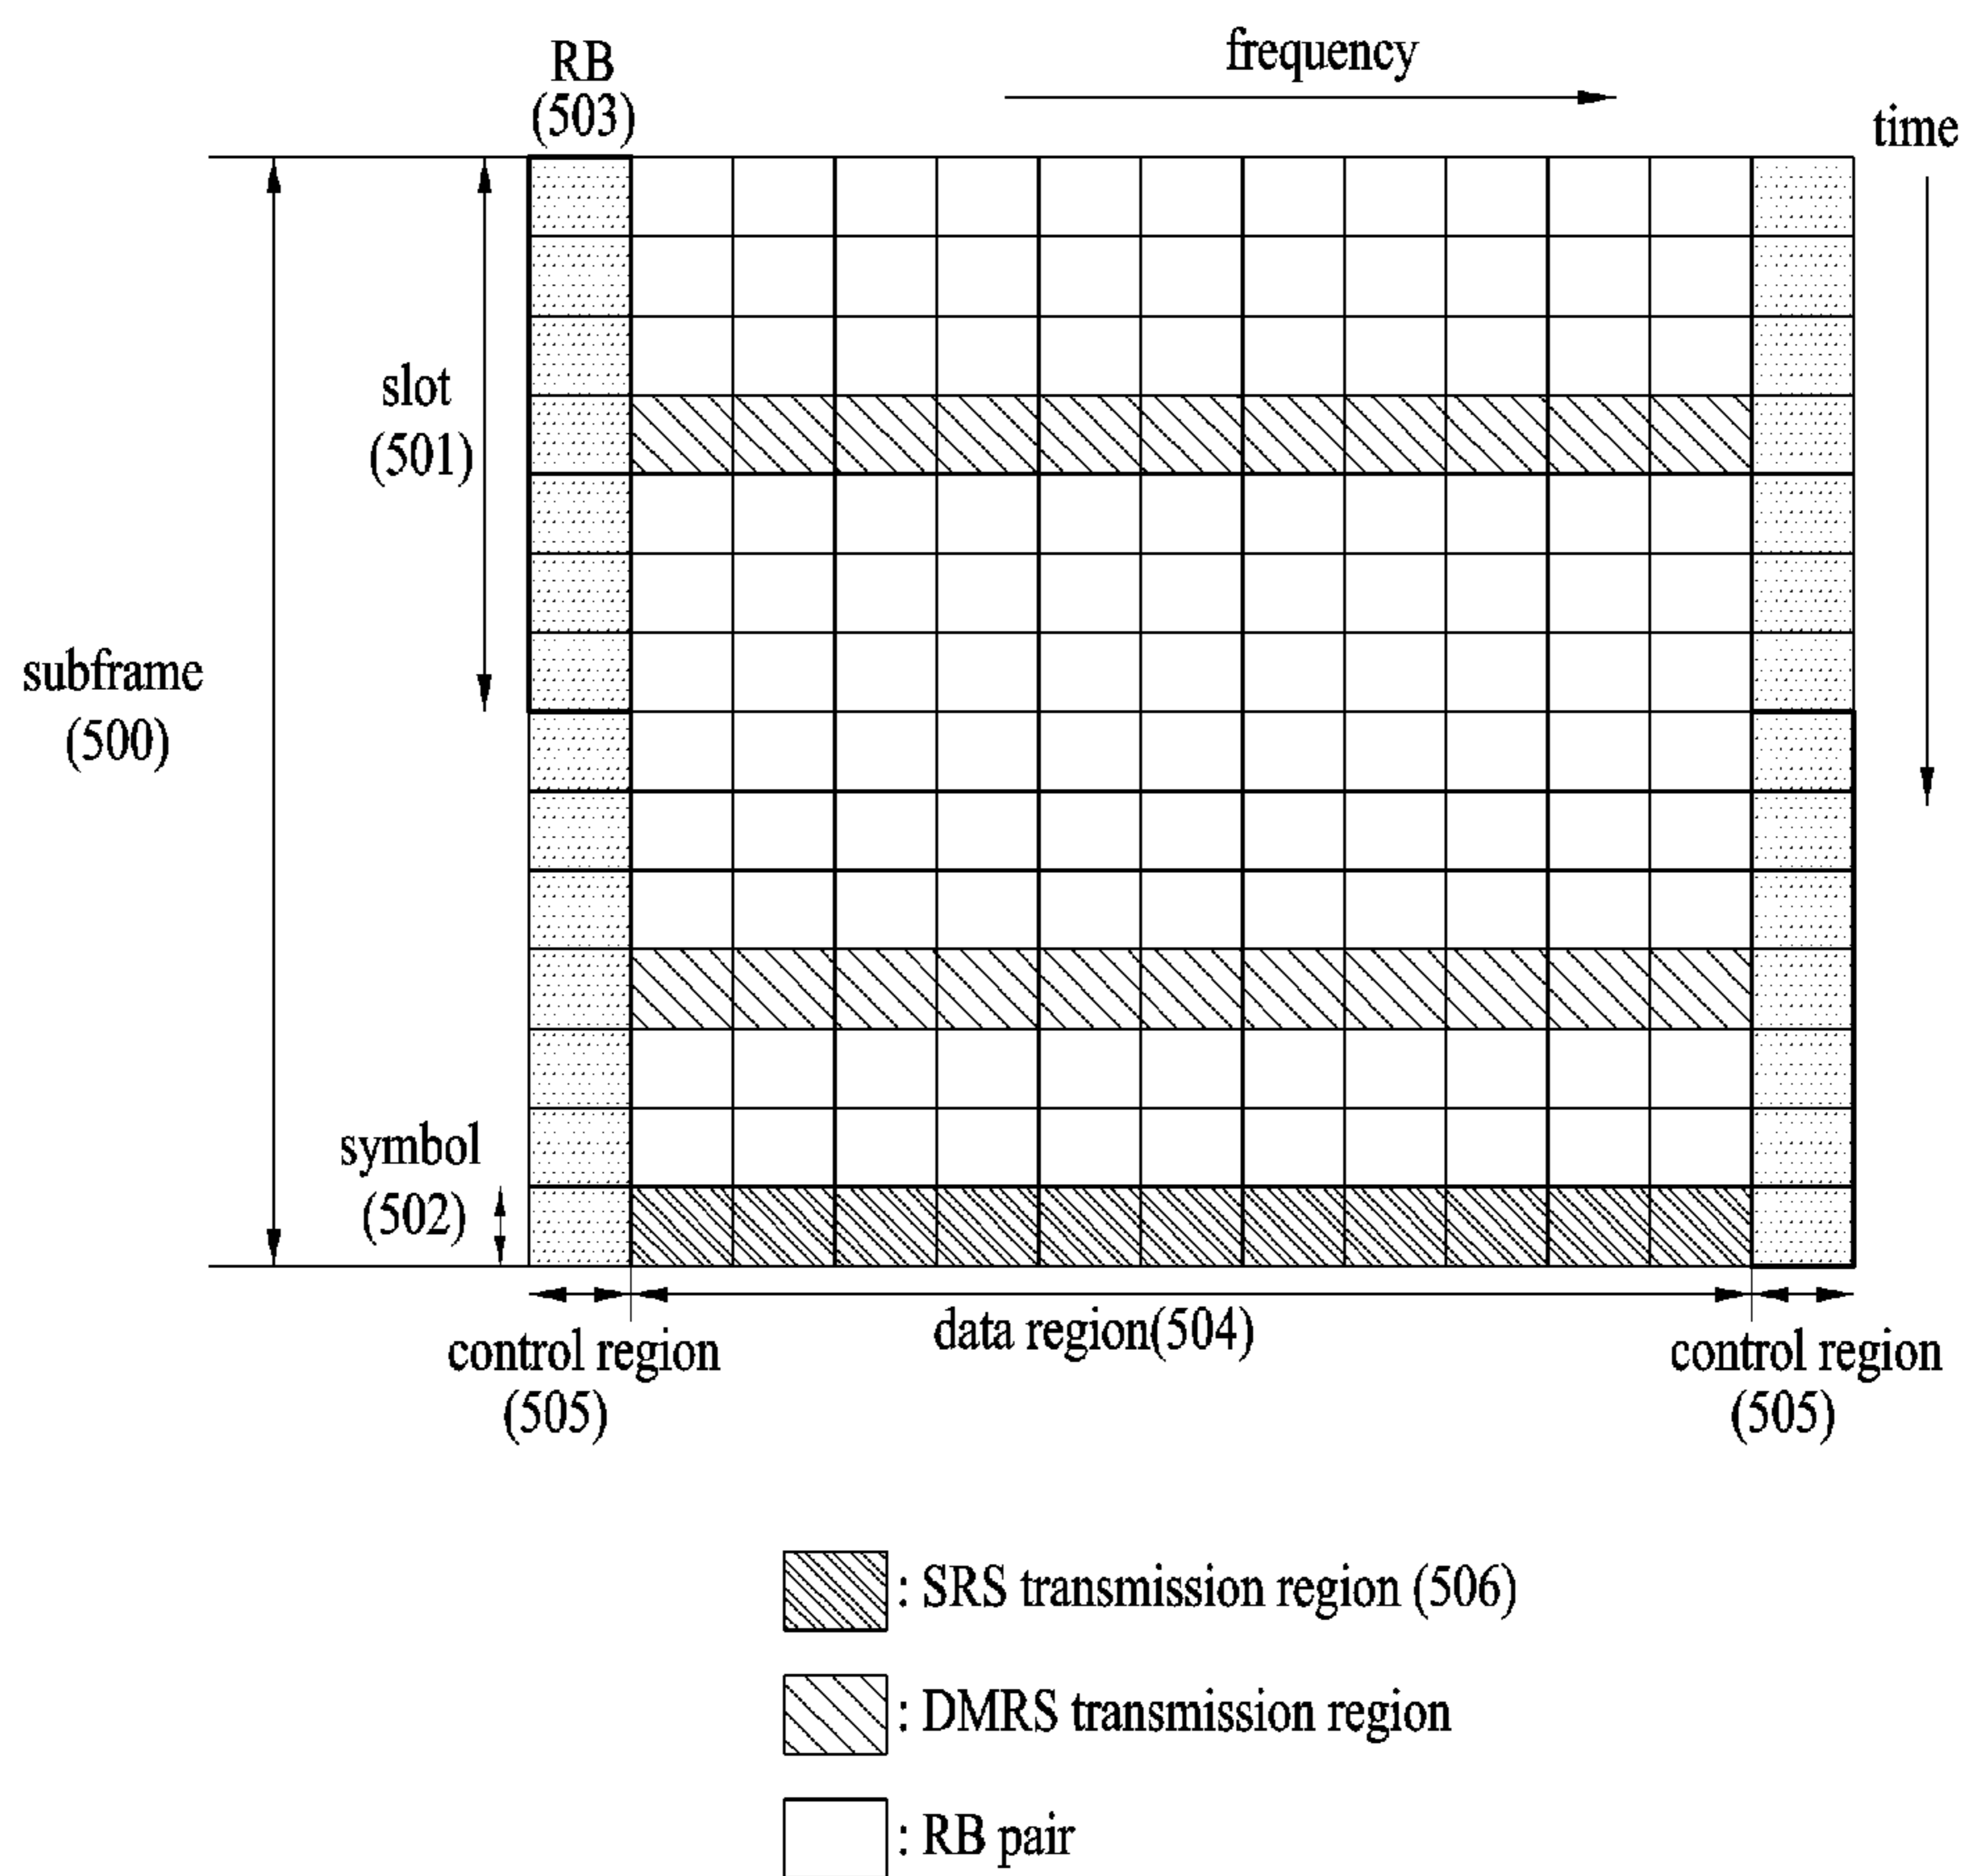 RB
(503)
frequency
time
slot
(501)
subframe
(500)
symbol
(502)
control region
(505)
data region(504)
control region
(505)
: SRS transmission region (506)
: DMRS transmission region
: RB pair